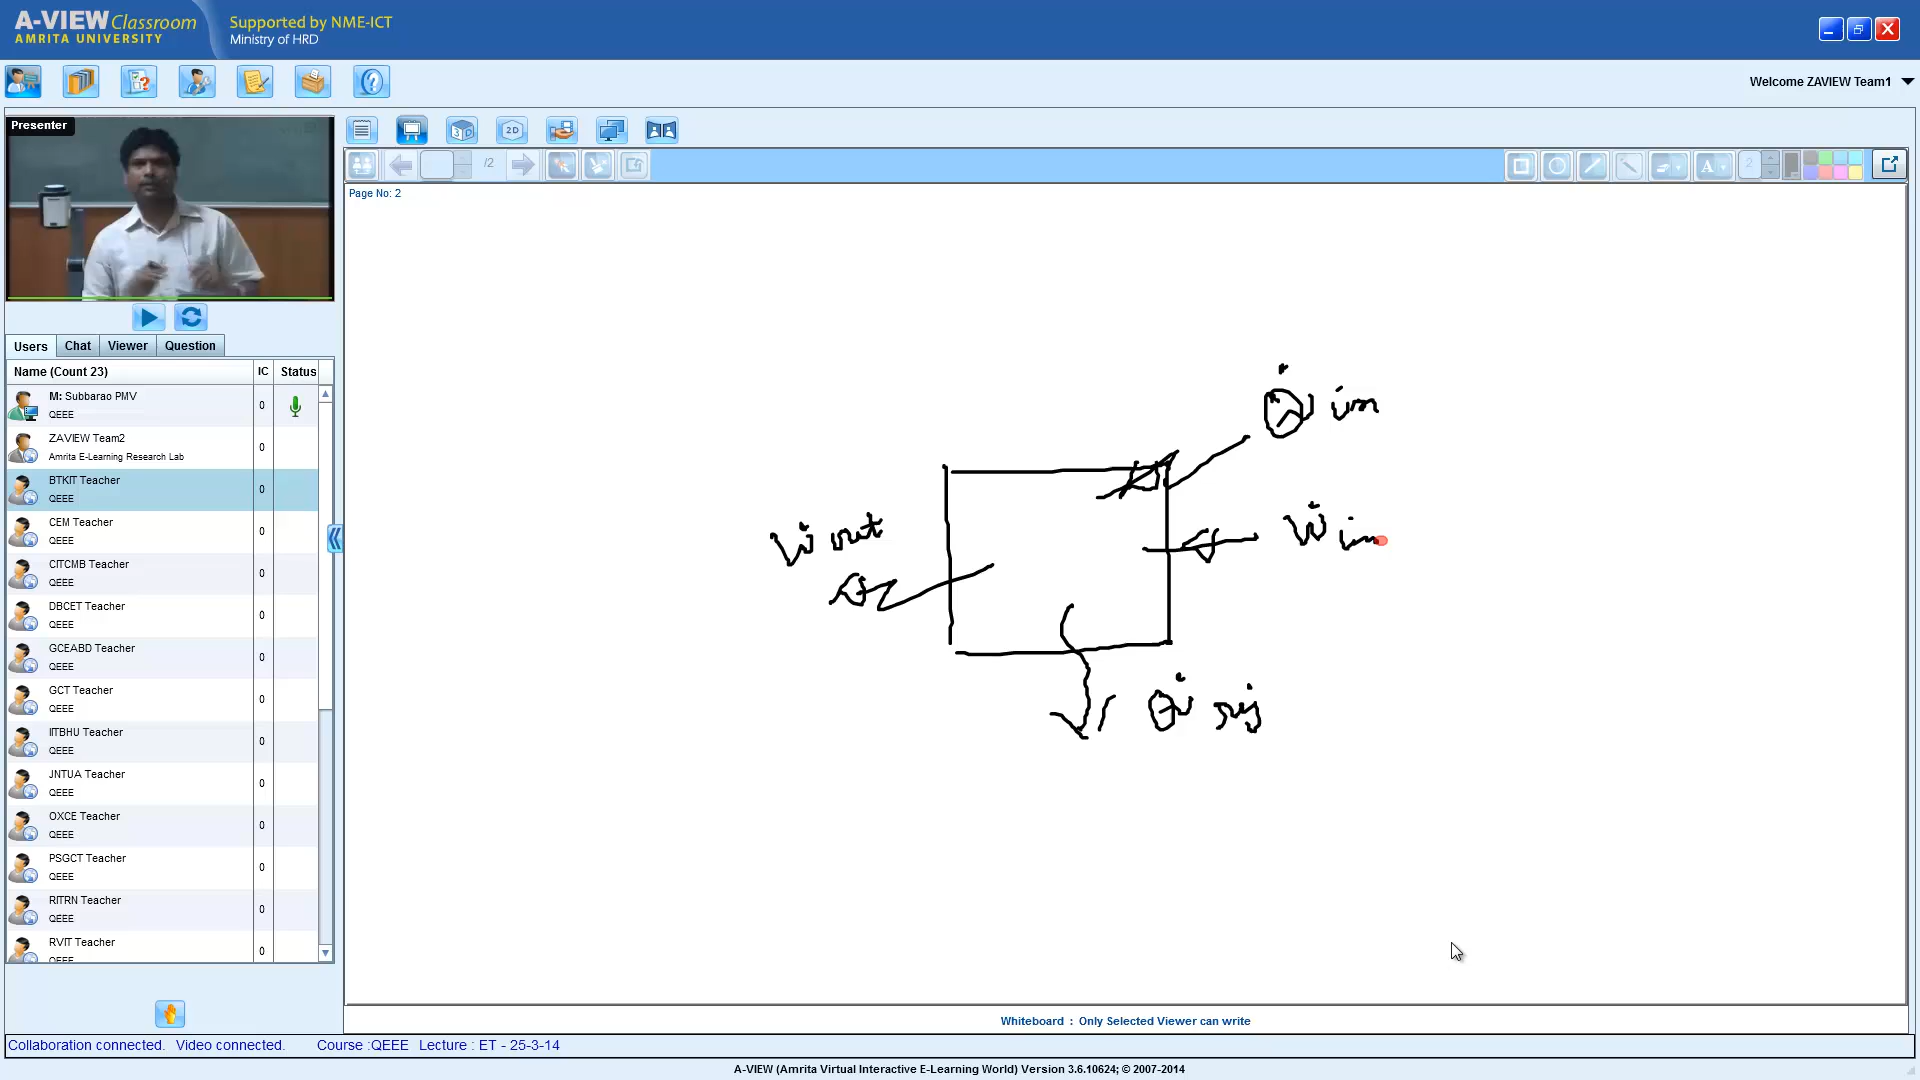 A-VIEW Classroom
AMRITA UNIVERSITY
Supported by NME-ICT
Ministry of HRD
Welcome ZAVIEW Team1
Presenter
/2
2
Page No: 2
Users Chat Viewer Question
Name (Count 23) IC Status
M: Subbarao PMV
QEEE
0
ZAVIEW Team2
Amrita E-Learning Research Lab
0
BTKIT Teacher
QEEE
0
CEM Teacher
QEEE
0
CITCMB Teacher
QEEE
0
DBCET Teacher
QEEE
0
GCEABD Teacher
QEEE
0
GCT Teacher
QEEE
0
IITBHU Teacher
QEEE
0
JNTUA Teacher
QEEE
0
OXCE Teacher
QEEE
0
PSGCT Teacher
QEEE
0
RITRN Teacher
QEEE
0
RVIT Teacher
QEEE
0
Q̇ in
Ẇ out
Ẇ in
Q̇ rej
Whiteboard : Only Selected Viewer can write
Collaboration connected. Video connected. Course :QEEE Lecture : ET - 25-3-14
A-VIEW (Amrita Virtual Interactive E-Learning World) Version 3.6.10624; © 2007-2014